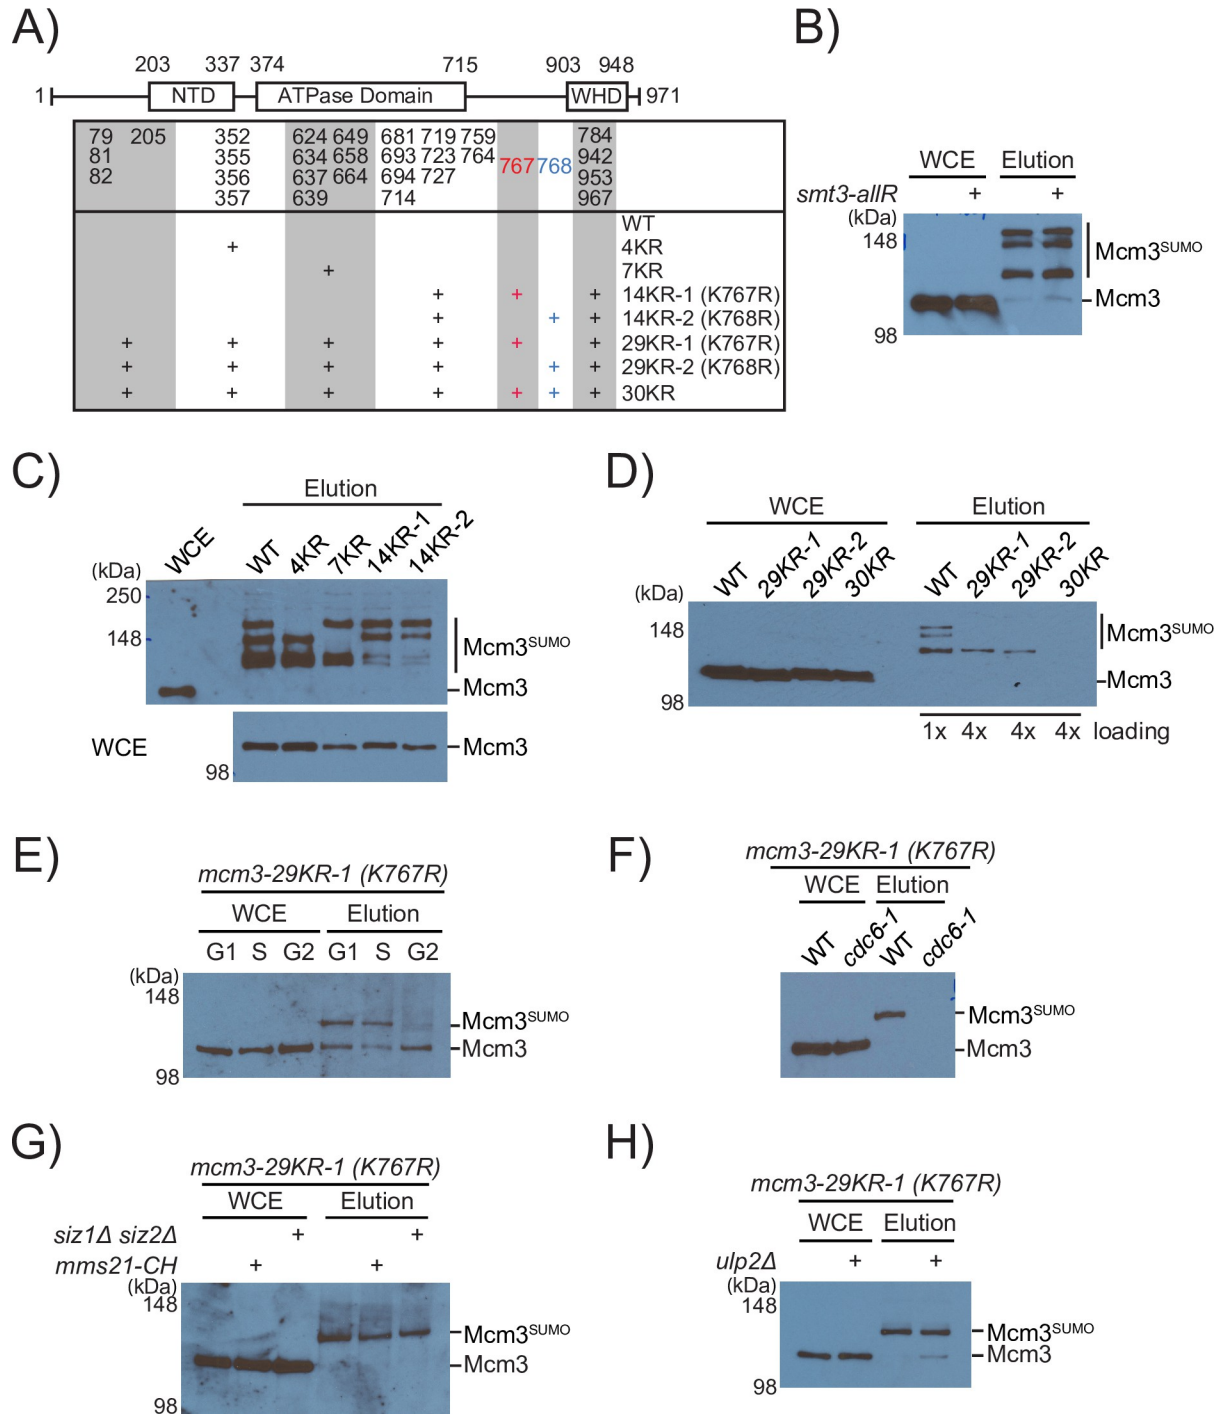 A)
203 337 374 715 903 948
1 NTD ATPase Domain WHD 971
79 205 352 624 649 681 719 759 784
81 355 634 658 693 723 764 767 768 942
82 356 637 664 694 727 953
357 639 714 967
WT
+ 4KR
+ 7KR
+ + + 14KR-1 (K767R)
+ + + 14KR-2 (K768R)
+ + + + + + 29KR-1 (K767R)
+ + + + + + 29KR-2 (K768R)
+ + + + + + + 30KR
B)
WCE Elution
smt3-allR + +
(kDa)
148
Mcm3SUMO
Mcm3
98
C)
Elution
WCE WT 4KR 7KR 14KR-1 14KR-2
(kDa)
250
148
Mcm3SUMO
Mcm3
WCE Mcm3
98
D)
WCE Elution
WT 29KR-1 29KR-2 30KR WT 29KR-1 29KR-2 30KR
(kDa)
148
Mcm3SUMO
Mcm3
98
1x 4x 4x 4x loading
E)
mcm3-29KR-1 (K767R)
WCE Elution
G1 S G2 G1 S G2
(kDa)
148
Mcm3SUMO
Mcm3
98
F)
mcm3-29KR-1 (K767R)
WCE Elution
WT cdc6-1 WT cdc6-1
Mcm3SUMO
Mcm3
G)
mcm3-29KR-1 (K767R)
WCE Elution
siz1Δ siz2Δ + +
mms21-CH + +
(kDa)
148
Mcm3SUMO
Mcm3
98
H)
mcm3-29KR-1 (K767R)
WCE Elution
ulp2Δ + +
(kDa)
148
Mcm3SUMO
Mcm3
98